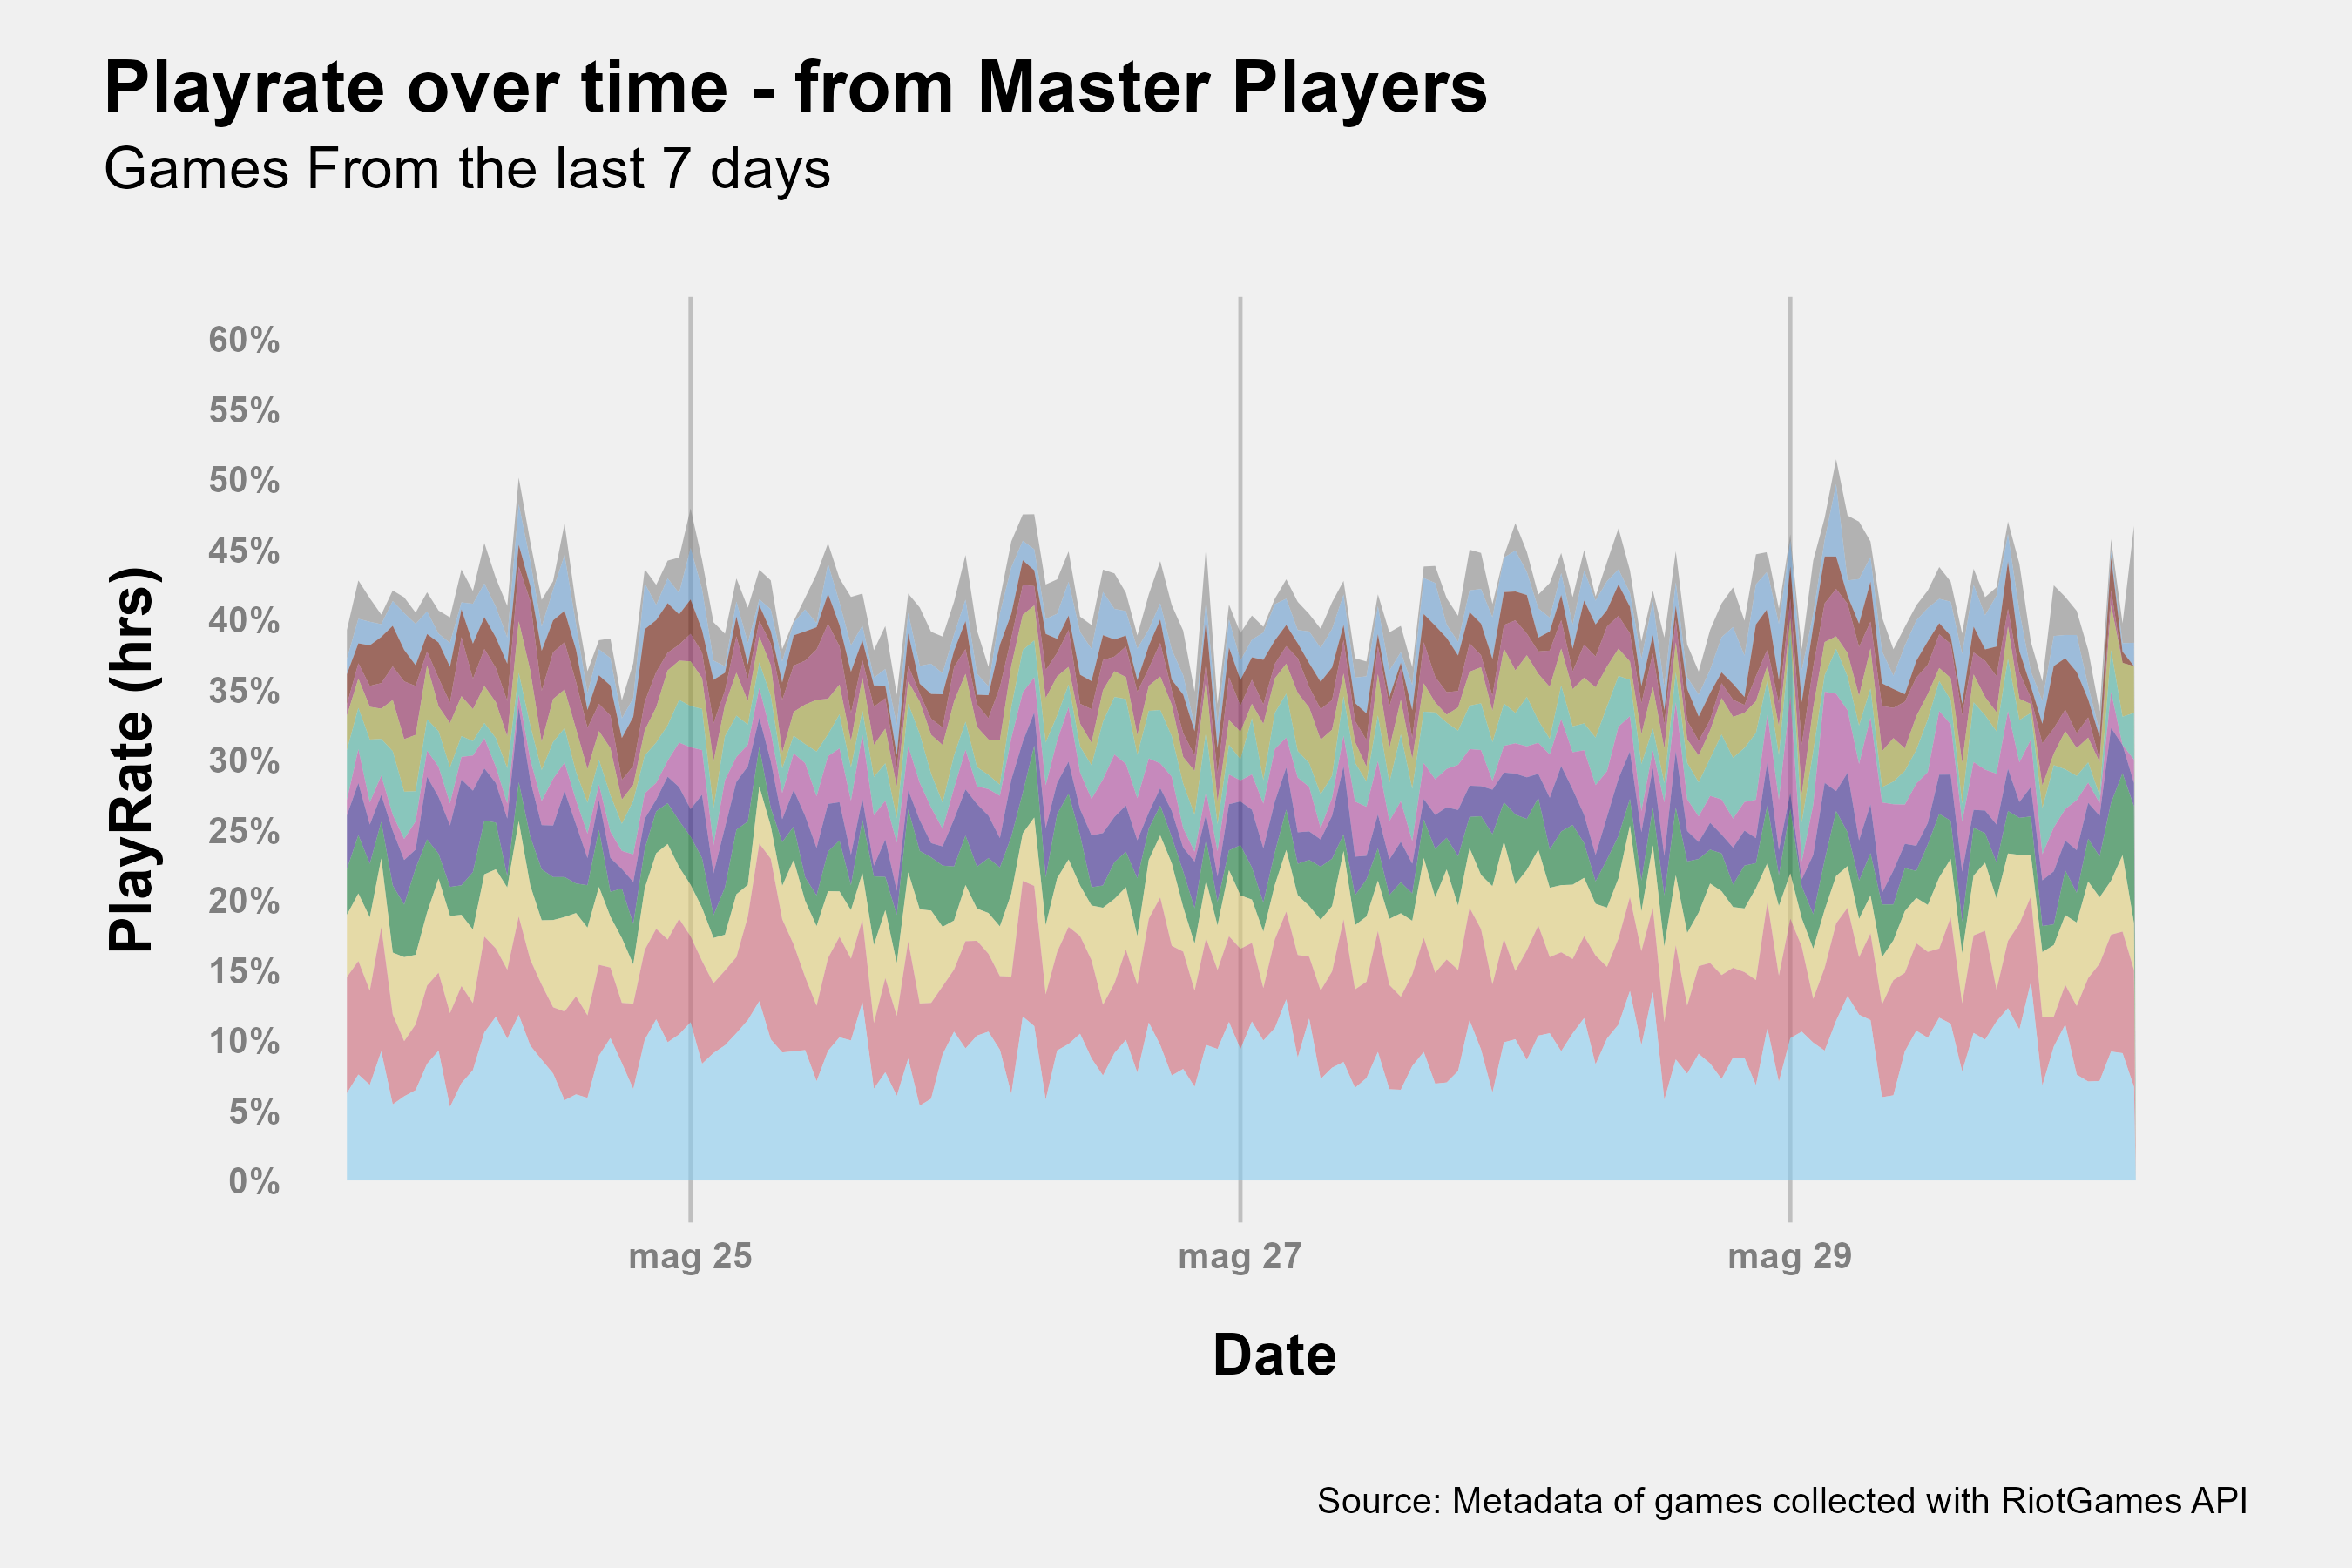 Playrate over time - from Master Players
Games From the last 7 days
60%
55%
50%
45%
40%
35%
30%
25%
20%
15%
10%
5%
0%
PlayRate (hrs)
mag 25
mag 27
mag 29
Date
Source: Metadata of games collected with RiotGames API